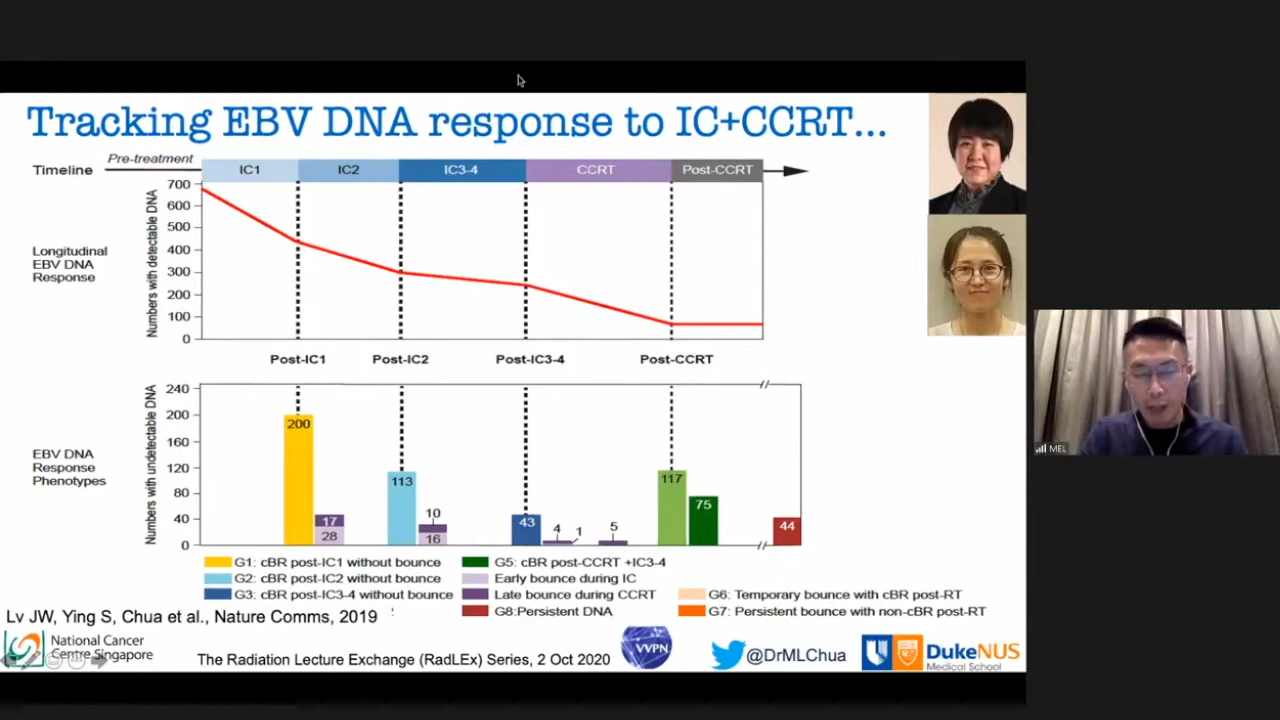 Tracking EBV DNA response to IC+CCRT...
Timeline
Pre-treatment
IC1
IC2
IC3-4
CCRT
Post-CCRT
Longitudinal
EBV DNA
Response
Numbers with detectable DNA
700
600
500
400
300
200
100
0
Post-IC1
Post-IC2
Post-IC3-4
Post-CCRT
EBV DNA
Response
Phenotypes
Numbers with undetectable DNA
240
200
160
120
80
40
0
200
17
28
113
10
16
43
4
1
5
117
75
44
G1: cBR post-IC1 without bounce
G2: cBR post-IC2 without bounce
G3: cBR post-IC3-4 without bounce
G5: cBR post-CCRT +IC3-4
Early bounce during IC
Late bounce during CCRT
G8:Persistent DNA
G6: Temporary bounce with cBR post-RT
G7: Persistent bounce with non-cBR post-RT
Lv JW, Ying S, Chua et al., Nature Comms, 2019
National Cancer
Centre Singapore
The Radiation Lecture Exchange (RadLEx) Series, 2 Oct 2020
VVPN
@DrMLChua
DukeNUS
Medical School
MEL